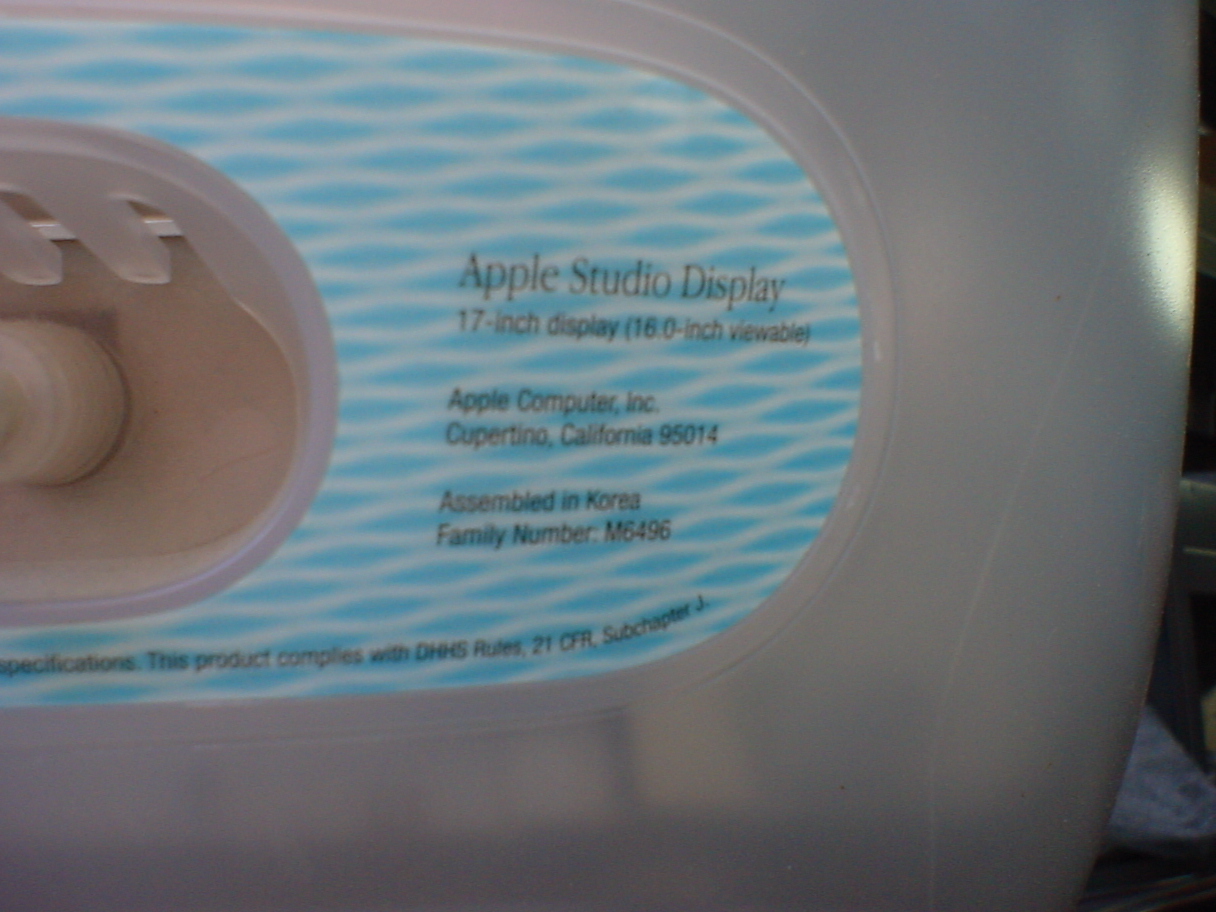 Apple Studio Display
17-inch display (16.0-inch viewable)
Apple Computer, Inc.
Cupertino, California 95014
Assembled in Korea
Family Number: M6496
specifications. This product complies with DHHS Rules, 21 CFR, Subchapter J.